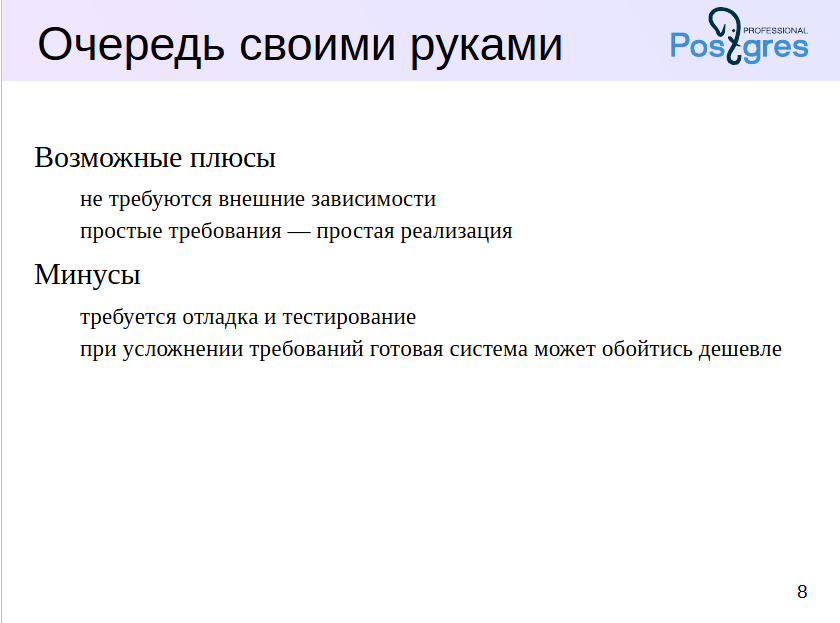 Очередь своими руками
PROFESSIONAL
Postgres
Возможные плюсы
не требуются внешние зависимости
простые требования — простая реализация
Минусы
требуется отладка и тестирование
при усложнении требований готовая система может обойтись дешевле
8